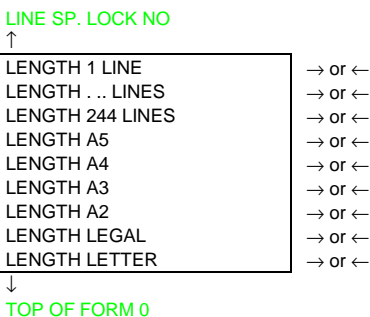 LINE SP. LOCK NO
↑
LENGTH 1 LINE → or ←
LENGTH . .. LINES → or ←
LENGTH 244 LINES → or ←
LENGTH A5 → or ←
LENGTH A4 → or ←
LENGTH A3 → or ←
LENGTH A2 → or ←
LENGTH LEGAL → or ←
LENGTH LETTER → or ←
↓
TOP OF FORM 0